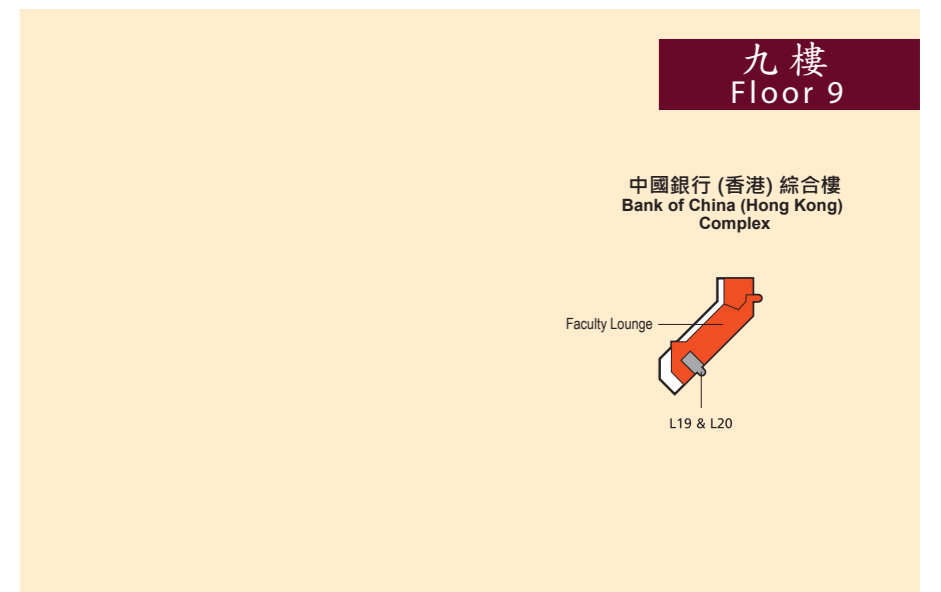 九樓
Floor 9
中國銀行 (香港) 綜合樓
Bank of China (Hong Kong)
Complex
Faculty Lounge
L19 & L20